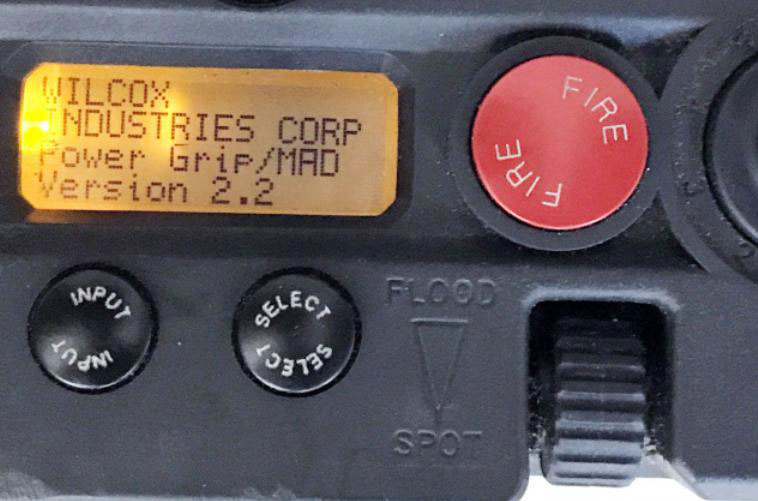 WILCOX
INDUSTRIES CORP
Power Grip/MAD
Version 2.2
FIRE
FIRE
INPUT
INPUT
SELECT
SELECT
FLOOD
SPOT